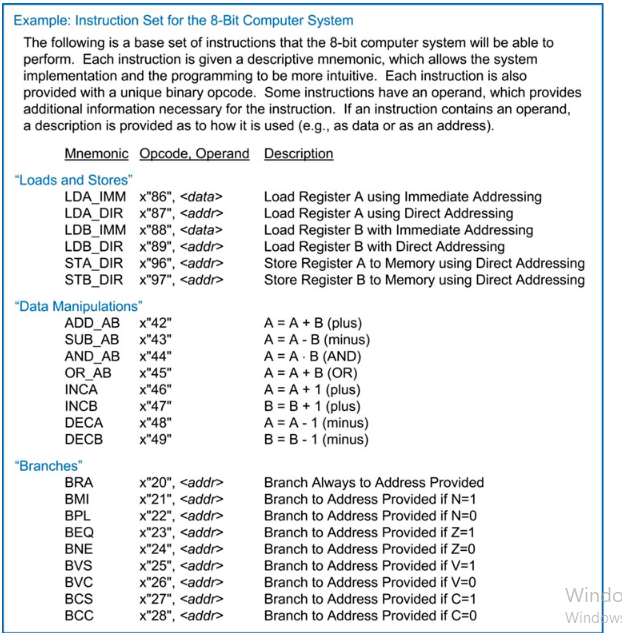 Example: Instruction Set for the 8-Bit Computer System
The following is a base set of instructions that the 8-bit computer system will be able to
perform. Each instruction is given a descriptive mnemonic, which allows the system
implementation and the programming to be more intuitive. Each instruction is also
provided with a unique binary opcode. Some instructions have an operand, which provides
additional information necessary for the instruction. If an instruction contains an operand,
a description is provided as to how it is used (e.g., as data or as an address).
Mnemonic Opcode, Operand Description
“Loads and Stores”
LDA_IMM x"86", <data> Load Register A using Immediate Addressing
LDA_DIR x"87", <addr> Load Register A using Direct Addressing
LDB_IMM x"88", <data> Load Register B with Immediate Addressing
LDB_DIR x"89", <addr> Load Register B with Direct Addressing
STA_DIR x"96", <addr> Store Register A to Memory using Direct Addressing
STB_DIR x"97", <addr> Store Register B to Memory using Direct Addressing
“Data Manipulations”
ADD_AB x"42" A = A + B (plus)
SUB_AB x"43" A = A - B (minus)
AND_AB x"44" A = A · B (AND)
OR_AB x"45" A = A + B (OR)
INCA x"46" A = A + 1 (plus)
INCB x"47" B = B + 1 (plus)
DECA x"48" A = A - 1 (minus)
DECB x"49" B = B - 1 (minus)
“Branches”
BRA x"20", <addr> Branch Always to Address Provided
BMI x"21", <addr> Branch to Address Provided if N=1
BPL x"22", <addr> Branch to Address Provided if N=0
BEQ x"23", <addr> Branch to Address Provided if Z=1
BNE x"24", <addr> Branch to Address Provided if Z=0
BVS x"25", <addr> Branch to Address Provided if V=1
BVC x"26", <addr> Branch to Address Provided if V=0
BCS x"27", <addr> Branch to Address Provided if C=1
BCC x"28", <addr> Branch to Address Provided if C=0
Windo
Windows